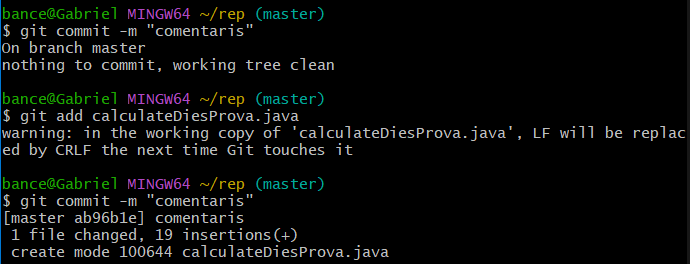 bance@Gabriel MINGW64 ~/rep (master)
$ git commit -m "comentaris"
On branch master
nothing to commit, working tree clean
bance@Gabriel MINGW64 ~/rep (master)
$ git add calculateDiesProva.java
warning: in the working copy of 'calculateDiesProva.java', LF will be replac
ed by CRLF the next time Git touches it
bance@Gabriel MINGW64 ~/rep (master)
$ git commit -m "comentaris"
[master ab96b1e] comentaris
 1 file changed, 19 insertions(+)
 create mode 100644 calculateDiesProva.java